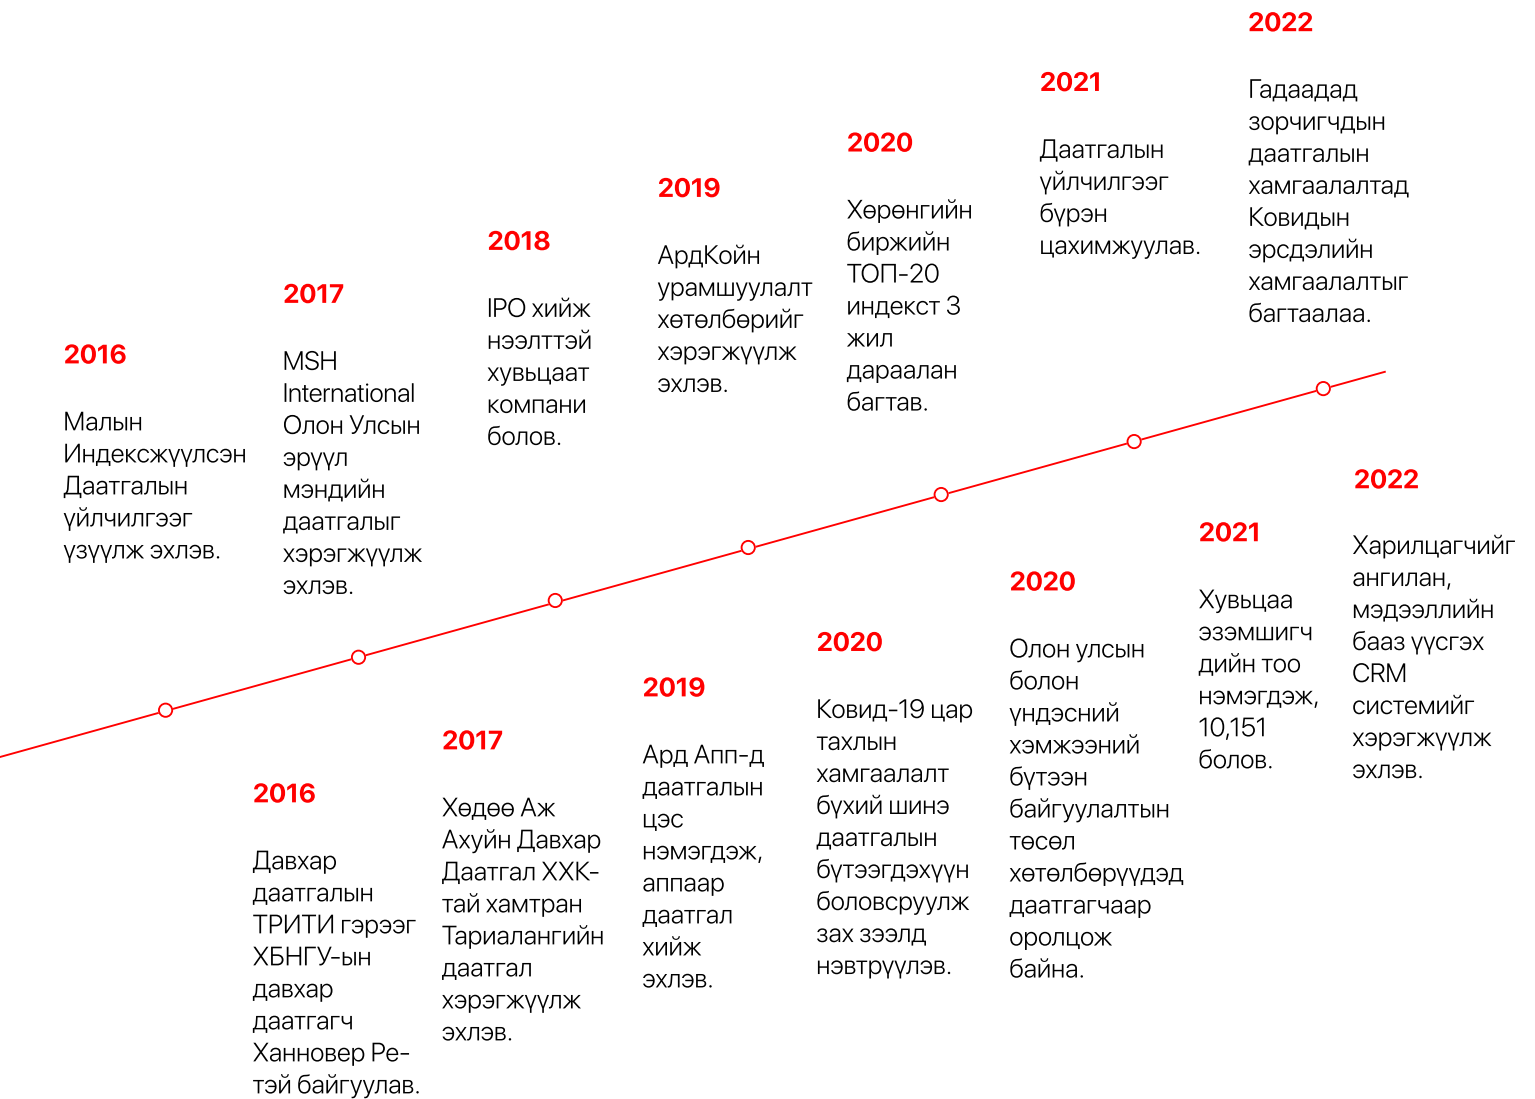 2016
Малын
Индексжүүлсэн
Даатгалын
үйлчилгээг
үзүүлж эхлэв.
2017
MSH
International
Олон Улсын
эрүүл
мэндийн
даатгалыг
хэрэгжүүлж
эхлэв.
2018
IPO хийж
нээлттэй
хувьцаат
компани
болов.
2019
АрдКойн
урамшуулалт
хөтөлбөрийг
хэрэгжүүлж
эхлэв.
2020
Хөрөнгийн
биржийн
ТОП-20
индекст 3
жил
дараалан
багтав.
2021
Даатгалын
үйлчилгээг
бүрэн
цахимжуулав.
2022
Гадаадад
зорчигчдын
даатгалын
хамгаалалтад
Ковидын
эрсдэлийн
хамгаалалтыг
багтаалаа.
2016
Давхар
даатгалын
ТРИТИ гэрээг
ХБНГУ-ын
давхар
даатгагч
Ханновер Ре-
тэй байгуулав.
2017
Хөдөө Аж
Ахуйн Давхар
Даатгал ХХК-
тай хамтран
Тариалангийн
даатгал
хэрэгжүүлж
эхлэв.
2019
Ард Апп-д
даатгалын
цэс
нэмэгдэж,
аппаар
даатгал
хийж
эхлэв.
2020
Ковид-19 цар
тахлын
хамгаалалт
бүхий шинэ
даатгалын
бүтээгдэхүүн
боловсруулж
зах зээлд
нэвтрүүлэв.
2020
Олон улсын
болон
үндэсний
хэмжээний
бүтээн
байгуулалтын
төсөл
хөтөлбөрүүдэд
даатгагчаар
оролцож
байна.
2021
Хувьцаа
эзэмшигч
дийн тоо
нэмэгдэж,
10,151
болов.
2022
Харилцагчийг
ангилан,
мэдээллийн
бааз үүсгэх
CRM
системийг
хэрэгжүүлж
эхлэв.